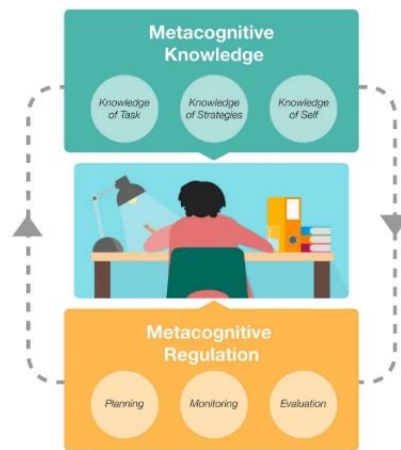 Metacognitive
Knowledge
Knowledge
of Task
Knowledge
of Strategies
Knowledge
of Self
Metacognitive
Regulation
Planning
Monitoring
Evaluation